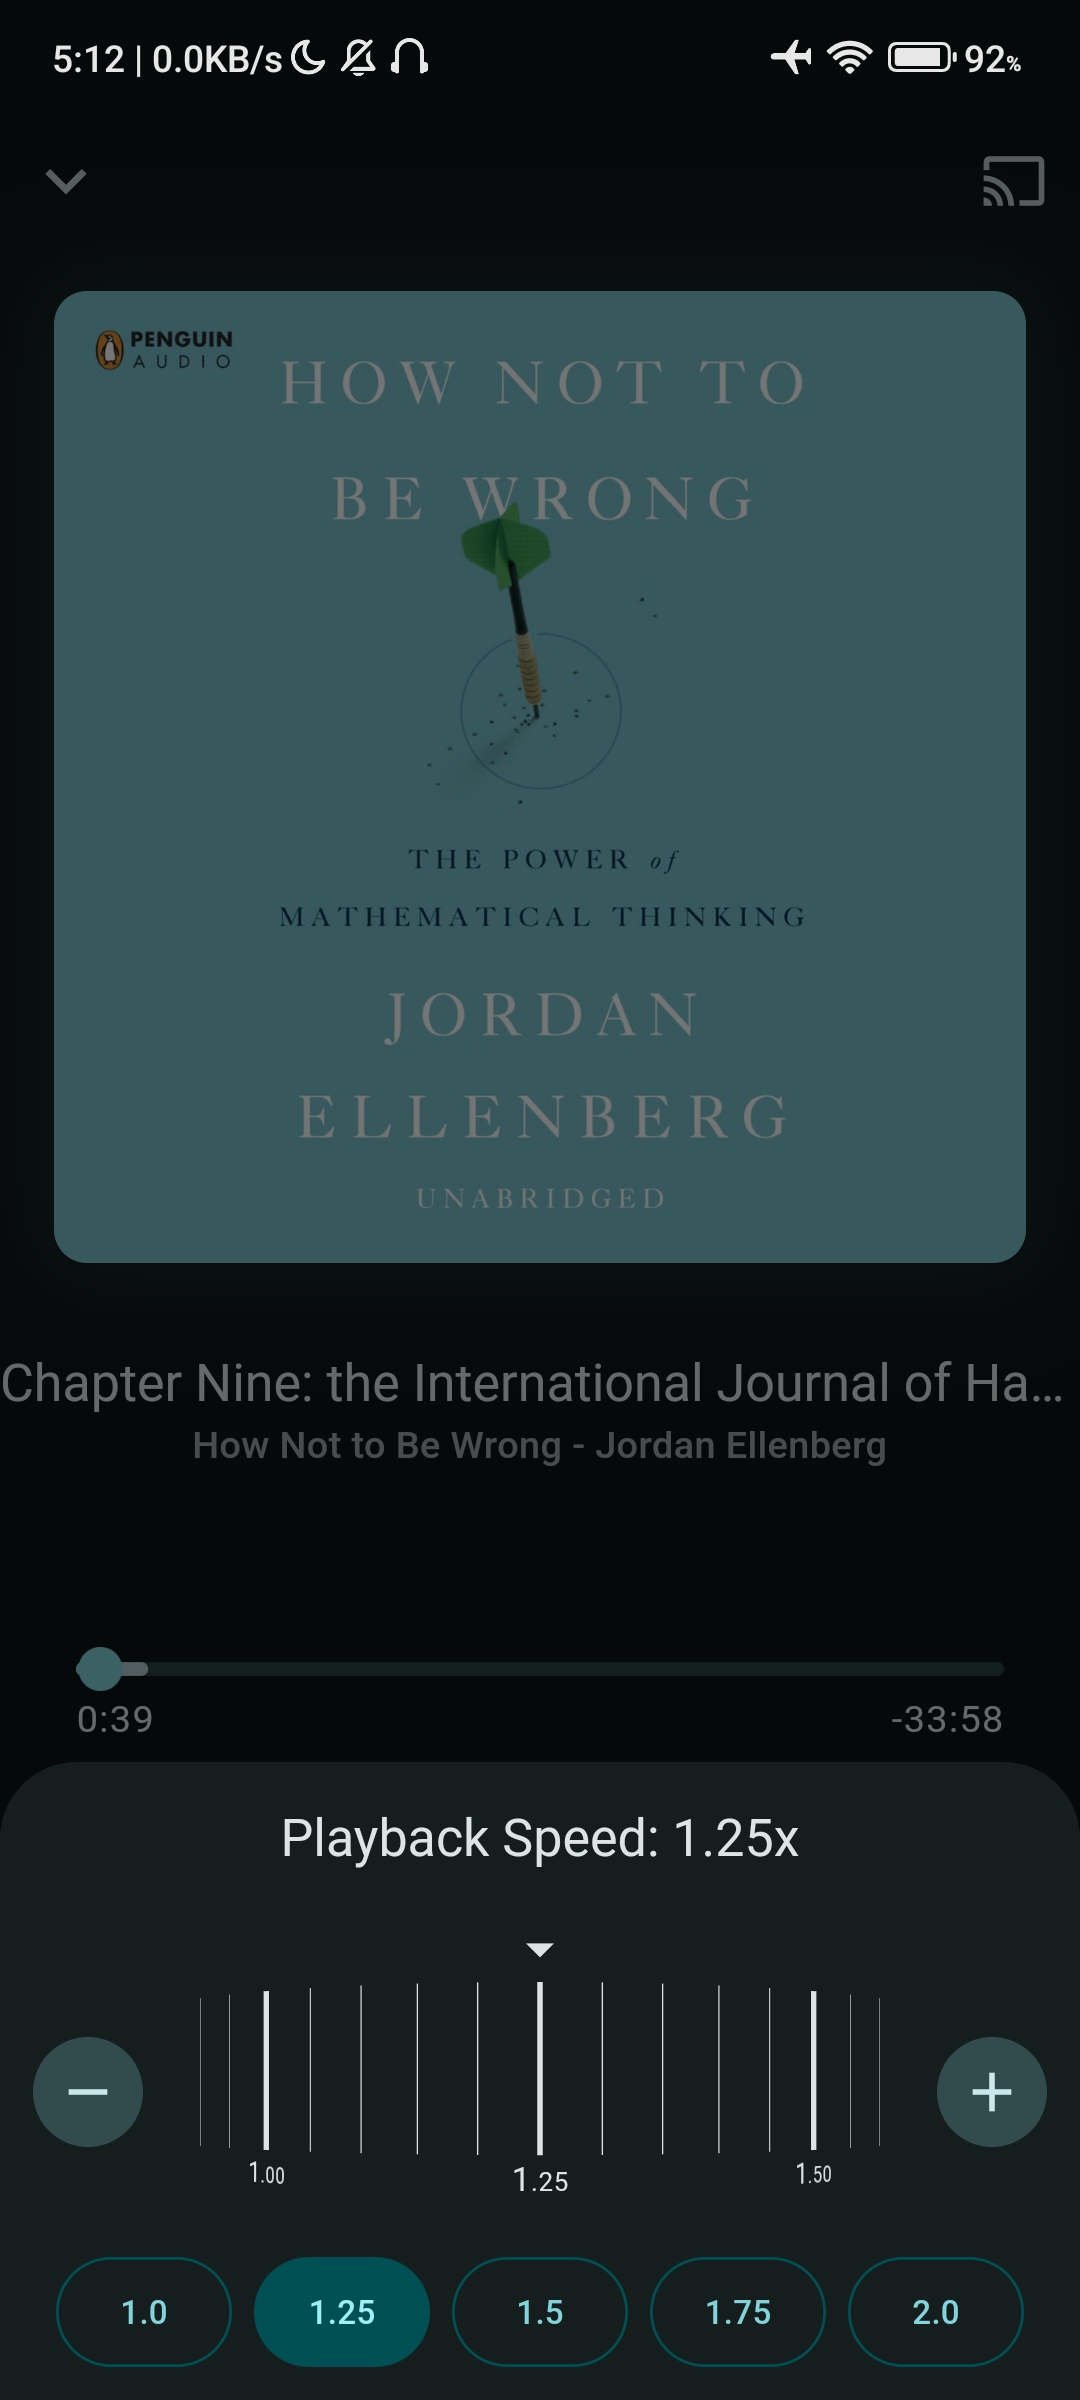 5:12 | 0.0KB/s 92%
PENGUIN
AUDIO
HOW NOT TO
BE WRONG
THE POWER of
MATHEMATICAL THINKING
JORDAN
ELLENBERG
UNABRIDGED
Chapter Nine: the International Journal of Ha...
How Not to Be Wrong - Jordan Ellenberg
0:39 -33:58
Playback Speed: 1.25x
1.00 1.25 1.50
1.0 1.25 1.5 1.75 2.0